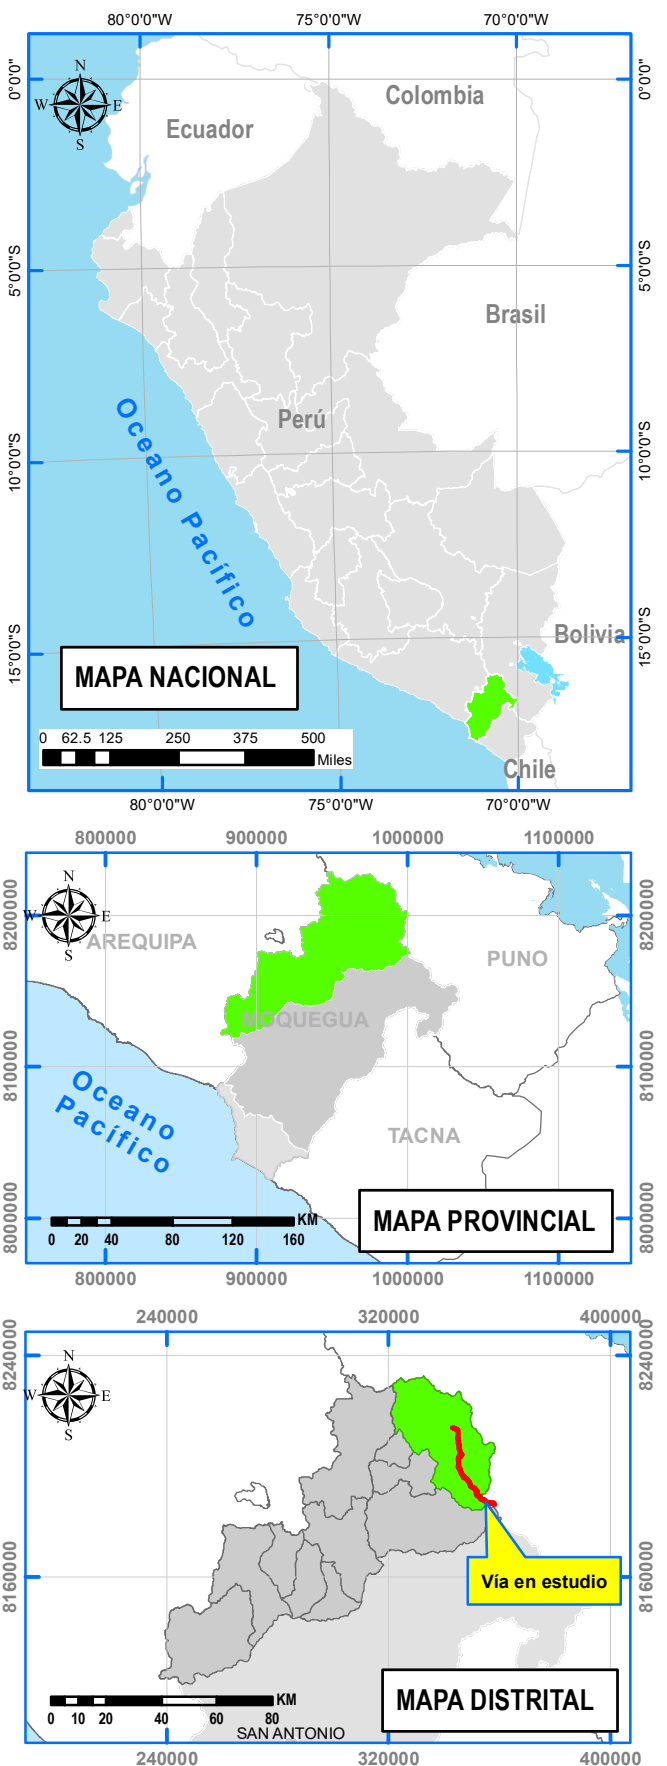 80°0'0"W 75°0'0"W 70°0'0"W
0°0'0"
5°0'0"S
10°0'0"S
15°0'0"S
0°0'0"
5°0'0"S
10°0'0"S
15°0'0"S
N
W E
S
Colombia
Ecuador
Brasil
Perú
Oceano Pacífico
Bolivia
MAPA NACIONAL
0 62.5 125 250 375 500
Miles
Chile
80°0'0"W 75°0'0"W 70°0'0"W
800000 900000 1000000 1100000
8200000
8100000
8000000
8200000
8100000
8000000
N
W E
S
AREQUIPA
PUNO
MOQUEGUA
Oceano
Pacífico
TACNA
MAPA PROVINCIAL
KM
0 20 40 80 120 160
800000 900000 1000000 1100000
240000 320000 400000
8240000
8160000
8240000
8160000
N
W E
S
Vía en estudio
MAPA DISTRITAL
KM
0 10 20 40 60 80
SAN ANTONIO
240000 320000 400000